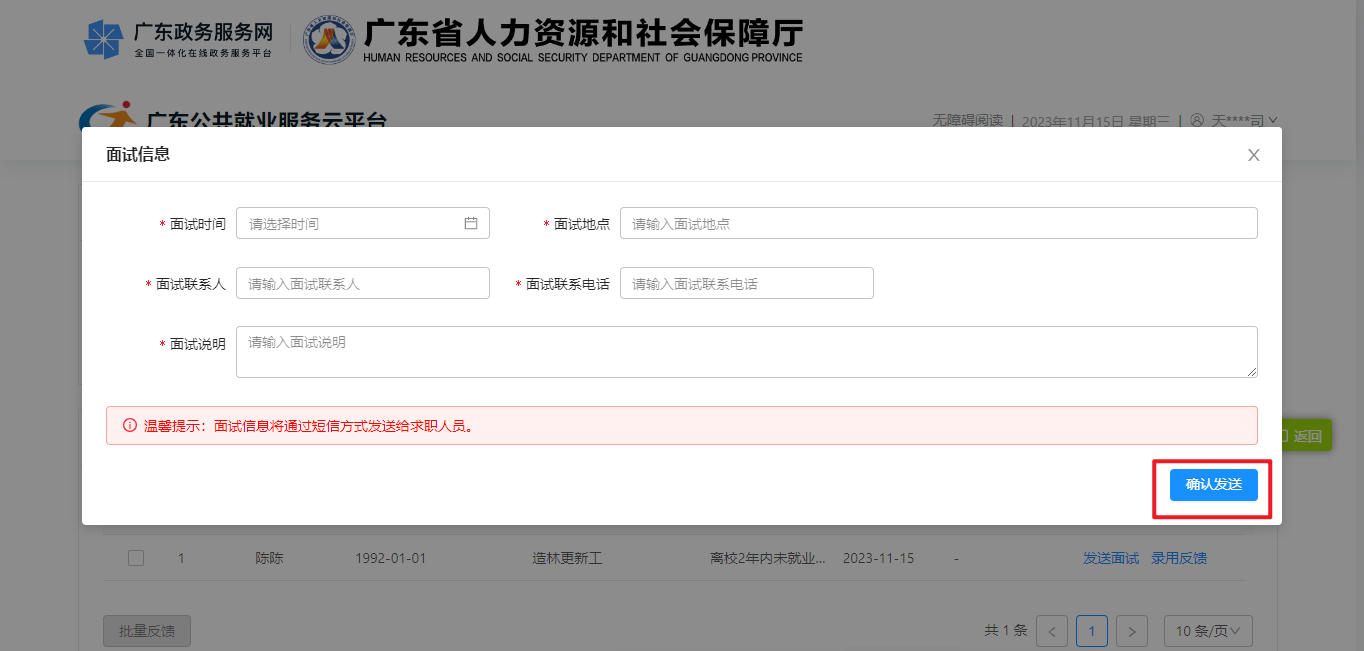 广东政务服务网
全国一体化在线政务服务平台
广东省人力资源和社会保障厅
HUMAN RESOURCES AND SOCIAL SECURITY DEPARTMENT OF GUANGDONG PROVINCE
广东公共就业服务云平台
无障碍阅读 | 2023年11月15日 星期三 | 天****司
面试信息
* 面试时间 请选择时间 * 面试地点 请输入面试地点
* 面试联系人 请输入面试联系人 * 面试联系电话 请输入面试联系电话
* 面试说明 请输入面试说明
温馨提示：面试信息将通过短信方式发送给求职人员。
返回
确认发送
1 陈陈 1992-01-01 造林更新工 离校2年内未就业... 2023-11-15 - 发送面试 录用反馈
批量反馈 共 1 条 < 1 > 10 条/页